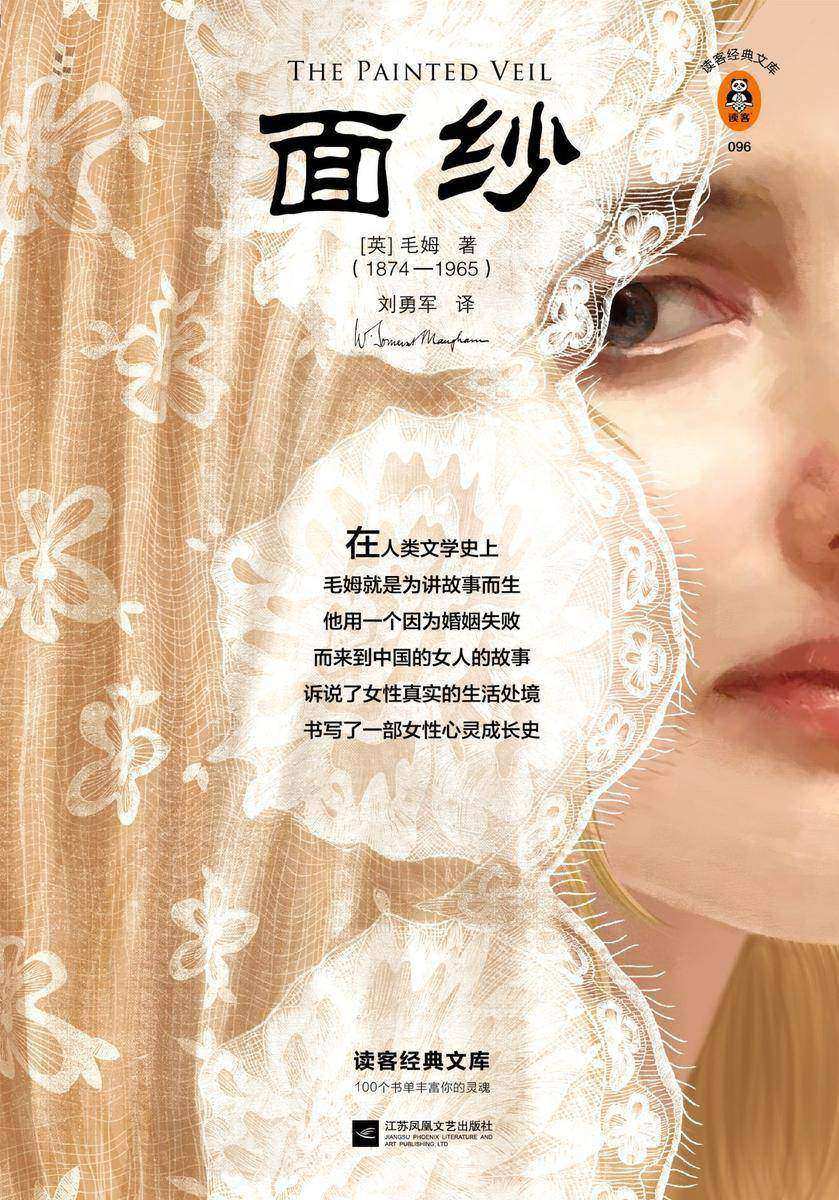 THE PAINTED VEIL
面纱
读客经典文库
读客
096
[英] 毛姆 著
(1874—1965)
刘勇军 译
W. Somerset Maugham
在人类文学史上
毛姆就是为讲故事而生
他用一个因为婚姻失败
而来到中国的女人的故事
诉说了女性真实的生活处境
书写了一部女性心灵成长史
读客经典文库
100个书单丰富你的灵魂
江苏凤凰文艺出版社
JIANGSU PHOENIX LITERATURE AND
ART PUBLISHING, LTD